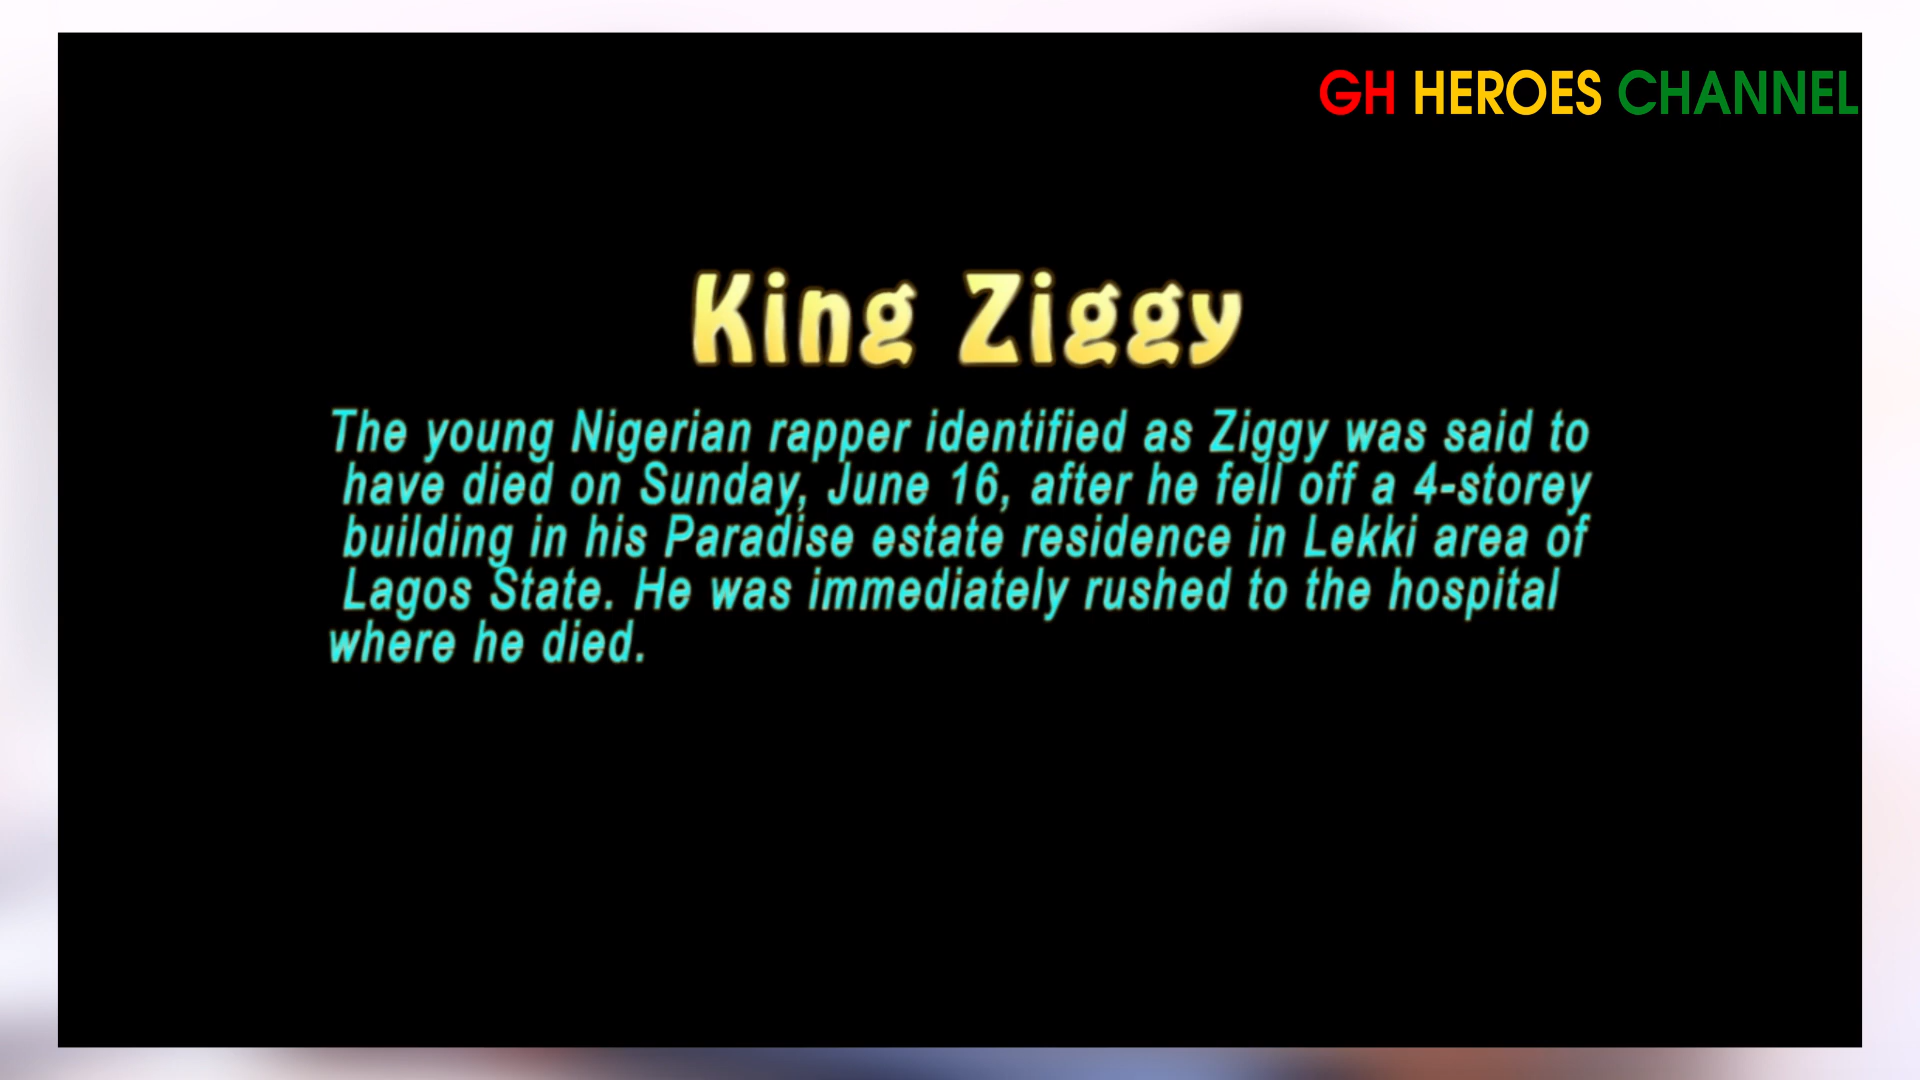 GH HEROES CHANNEL
King Ziggy
The young Nigerian rapper identified as Ziggy was said to
have died on Sunday, June 16, after he fell off a 4-storey
building in his Paradise estate residence in Lekki area of
Lagos State. He was immediately rushed to the hospital
where he died.